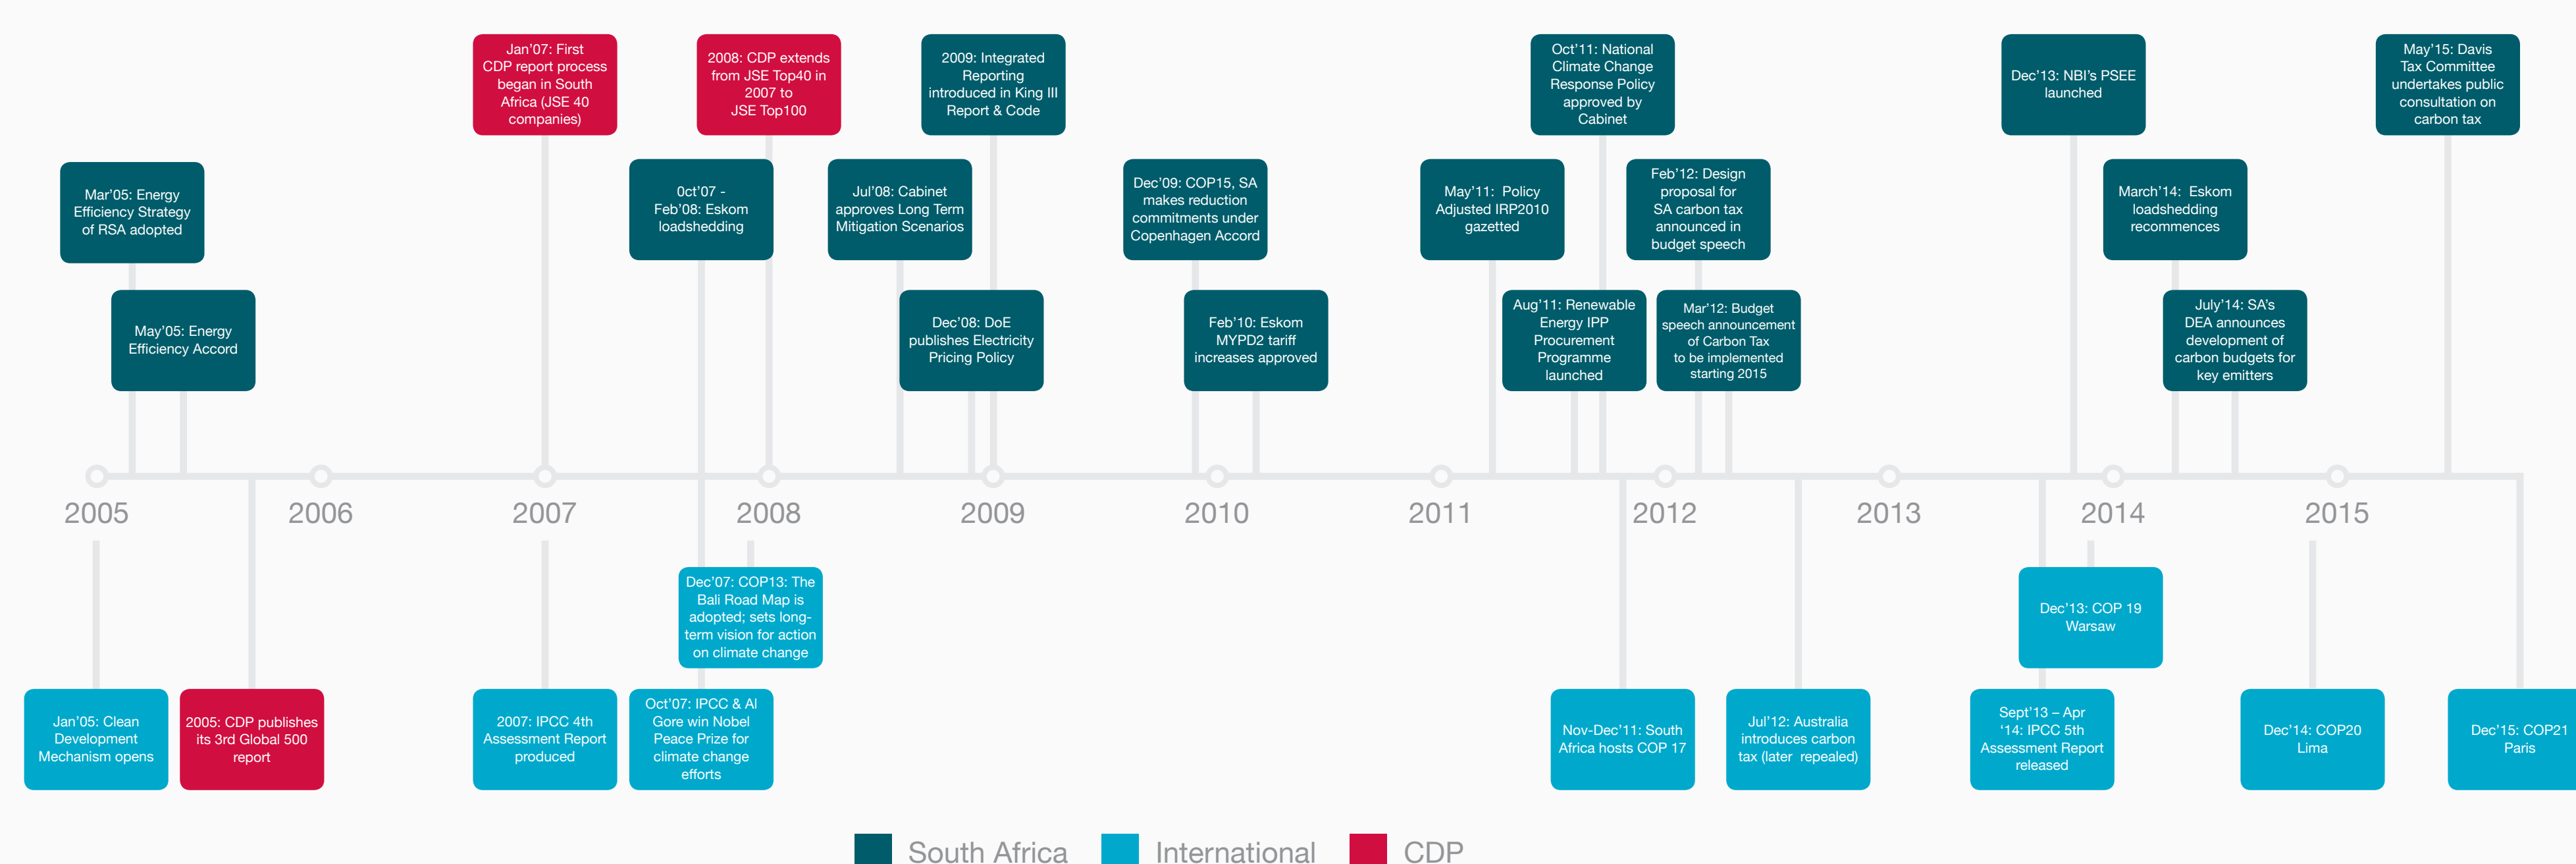 Jan’07: First
CDP report process
began in South
Africa (JSE 40
companies)
2008: CDP extends
from JSE Top40 in
2007 to
JSE Top100
2009: Integrated
Reporting
introduced in King III
Report & Code
Oct’11: National
Climate Change
Response Policy
approved by
Cabinet
Dec’13: NBI’s PSEE
launched
May’15: Davis
Tax Committee
undertakes public
consultation on
carbon tax
Mar’05: Energy
Efficiency Strategy
of RSA adopted
0ct’07 -
Feb’08: Eskom
loadshedding
Jul’08: Cabinet
approves Long Term
Mitigation Scenarios
Dec’09: COP15, SA
makes reduction
commitments under
Copenhagen Accord
May’11:  Policy
Adjusted IRP2010
gazetted
Feb’12: Design
proposal for
SA carbon tax
announced in
budget speech
March’14:  Eskom
loadshedding
recommences
May’05: Energy
Efficiency Accord
Dec’08: DoE
publishes Electricity
Pricing Policy
Feb’10: Eskom
MYPD2 tariff
increases approved
Aug’11: Renewable
Energy IPP
Procurement
Programme
launched
Mar’12: Budget
speech announcement
of Carbon Tax
to be implemented
starting 2015
July’14: SA’s
DEA announces
development of
carbon budgets for
key emitters
2005
2006
2007
2008
2009
2010
2011
2012
2013
2014
2015
Dec’07: COP13: The
Bali Road Map is
adopted; sets long-
term vision for action
on climate change
Dec’13: COP 19
Warsaw
Jan’05: Clean
Development
Mechanism opens
2005: CDP publishes
its 3rd Global 500
report
2007: IPCC 4th
Assessment Report
produced
Oct’07: IPCC & Al
Gore win Nobel
Peace Prize for
climate change
efforts
Nov-Dec’11: South
Africa hosts COP 17
Jul’12: Australia
introduces carbon
tax (later  repealed)
Sept’13 – Apr
‘14: IPCC 5th
Assessment Report
released
Dec’14: COP20
Lima
Dec’15: COP21
Paris
South Africa
International
CDP